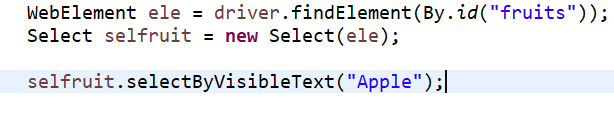 WebElement ele = driver.findElement(By.id("fruits"));
Select selfruit = new Select(ele);
selfruit.selectByVisibleText("Apple");